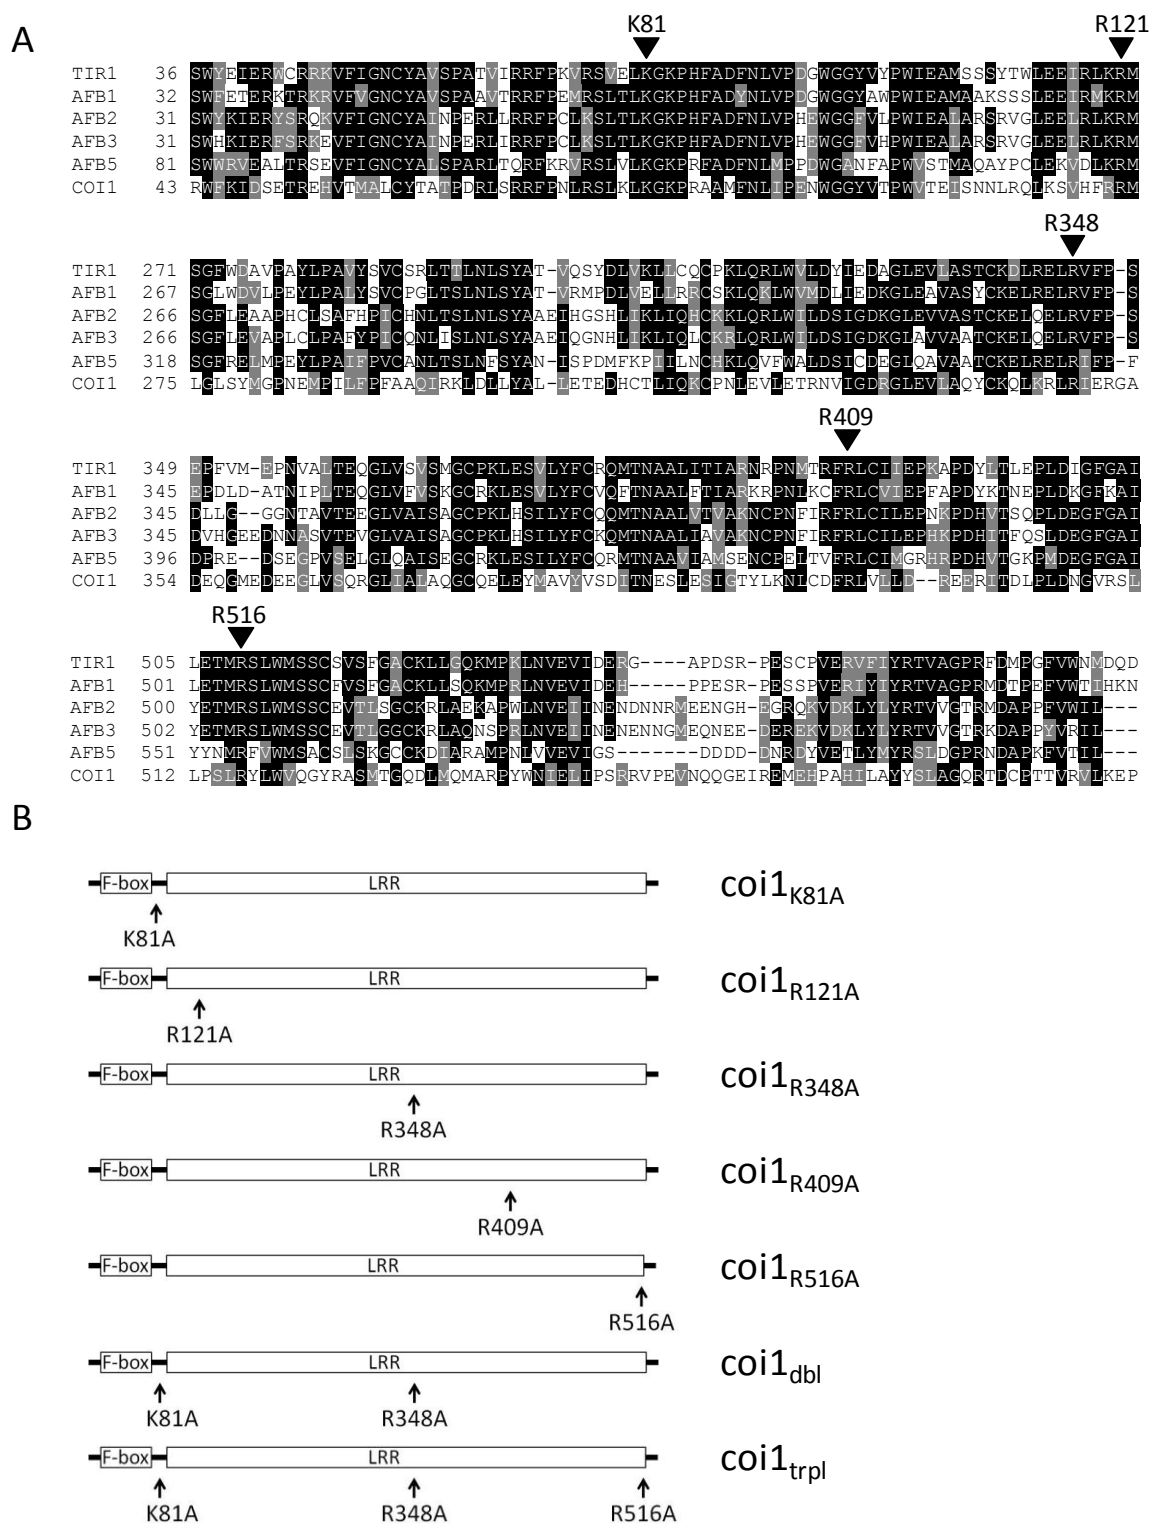 A
K81 R121
TIR1 36 SWYEIERWCRRKVFIGNCYAVSPATVIRRFPKVRSVELKGKPHFADFNLVPDGWGGYVYPWIEAMSSSYTWLEEIRLKRM
AFB1 32 SWFETERKTRKRVFVGNCYAVSPAAVTRRFPEMRSLTLKGKPHFADYNLVPDGWGGYAWPWIEAMAAKSSSLEEIRMKRM
AFB2 31 SWYKIERYSRQKVFIGNCYAINPERLLRRFPCLKSLTLKGKPHFADFNLVPHEWGGFVLPWIEALARSRVGLEELRLKRM
AFB3 31 SWHKIERFSRKEVFIGNCYAINPERLIRRFPCLKSLTLKGKPHFADFNLVPHEWGGFVHPWIEALARSRVGLEELRLKRM
AFB5 81 SWWRVEALTRSEVFIGNCYALSPARLTQRFKRVRSLVLKGKPRFADFNLMPPDWGANFAPWVSTMAQAYPCLEKVDLKRM
COI1 43 RWFKIDSETREHVTMALCYTATPDRLSRRFPNLRSLKLKGKPRAAMFNLIPENWGGYVTPWVTEISNNLRQLKSVHFRRM
R348
TIR1 271 SGFWDAVPAYLPAVYSVCSRLTTLNLSYAT-VQSYDLVKLLCQCPKLQRLWVLDYIEDAGLEVLASTCKDLRELRVFP-S
AFB1 267 SGLWDVLPEYLPALYSVCPGLTSLNLSYAT-VRMPDLVELLRRCSKLQKLWVMDLIEDKGLEAVASYCKELRELRVFP-S
AFB2 266 SGFLEAAPHCLSAFHPICHNLTSLNLSYAAEIHGSHLIKLIQHCKKLQRLWILDSIGDKGLEVVASTCKELQELRVFP-S
AFB3 266 SGFLEVAPLCLPAFYPICQNLISLNLSYAAEIQGNHLIKLIQLCKRLQRLWILDSIGDKGLAVVAATCKELQELRVFP-S
AFB5 318 SGFRELMPEYLPAIFPVCANLTSLNFSYAN-ISPDMFKPIILNCHKLQVFWALDSICDEGLQAVAATCKELRELRIFP-F
COI1 275 LGLSYMGPNEMPILFPFAAQIRKLDLLYAL-LETEDHCTLIQKCPNLEVLETRNVIGDRGLEVLAQYCKQLKRLRIERGA
R409
TIR1 349 EPFVM-EPNVALTEQGLVSVSMGCPKLESVLYFCRQMTNAALITIARNRPNMTRFRLCIIEPKAPDYLTLEPLDIGFGAI
AFB1 345 EPDLD-ATNIPLTEQGLVFVSKGCRKLESVLYFCVQFTNAALFTIARKRPNLKCFRLCVIEPFAPDYKTNEPLDKGFKAI
AFB2 345 DLLG--GGNTAVTEEGLVAISAGCPKLHSILYFCQQMTNAALVTVAKNCPNFIRFRLCILEPNKPDHVTSQPLDEGFGAI
AFB3 345 DVHGEEDNNASVTEVGLVAISAGCPKLHSILYFCKQMTNAALIAVAKNCPNFIRFRLCILEPHKPDHITFQSLDEGFGAI
AFB5 396 DPRE--DSEGPVSELGLQAISEGCRKLESILYFCQRMTNAAVIAMSENCPELTVFRLCIMGRHRPDHVTGKPMDEGFGAI
COI1 354 DEQGMEDEEGLVSQRGLIALAQGCQELEYMAVYVSDITNESLESIGTYLKNLCDFRLVLLD--REERITDLPLDNGVRSL
R516
TIR1 505 LETMRSLWMSSCSVSFGACKLLGQKMPKLNVEVIDERG----APDSR-PESCPVERVFIYRTVAGPRFDMPGFVWNMDQD
AFB1 501 LETMRSLWMSSCFVSFGACKLLSQKMPRLNVEVIDEH-----PPESR-PESSPVERIYIYRTVAGPRMDTPEFVWTIHKN
AFB2 500 YETMRSLWMSSCEVTLSGCKRLAEKAPWLNVEIINENDNNRMEENGH-EGRQKVDKLYLYRTVVGTRMDAPPFVWIL---
AFB3 502 YETMRSLWMSSCEVTLGGCKRLAQNSPRLNVEIINENENNGMEQNEE-DEREKVDKLYLYRTVVGTRKDAPPYVRIL---
AFB5 551 YYNMRFVWMSACSLSKGCCKDIARAMPNLVVEVIGS-------DDDD-DNRDYVETLYMYRSLDGPRNDAPKFVTIL---
COI1 512 LPSLRYLWVQGYRASMTGQDLMQMARPYWNIELIPSRRVPEVNQQGEIREMEHPAHILAYYSLAGQRTDCPTTVRVLKEP
B
F-box LRR coi1K81A
K81A
F-box LRR coi1R121A
R121A
F-box LRR coi1R348A
R348A
F-box LRR coi1R409A
R409A
F-box LRR coi1R516A
R516A
F-box LRR coi1dbl
K81A R348A
F-box LRR coi1trpl
K81A R348A R516A